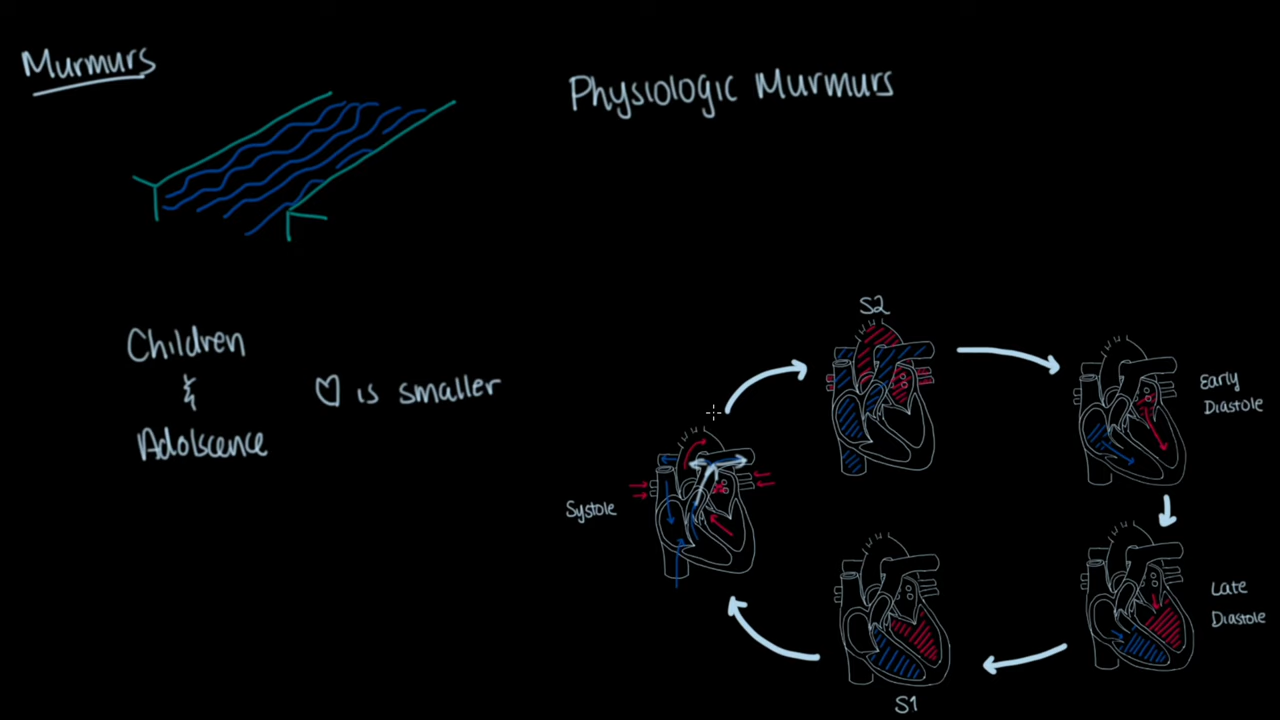 Murmurs
Physiologic Murmurs
Children
&
Adolscence
♡ is smaller
S2
Early
Diastole
Systole
Late
Diastole
S1